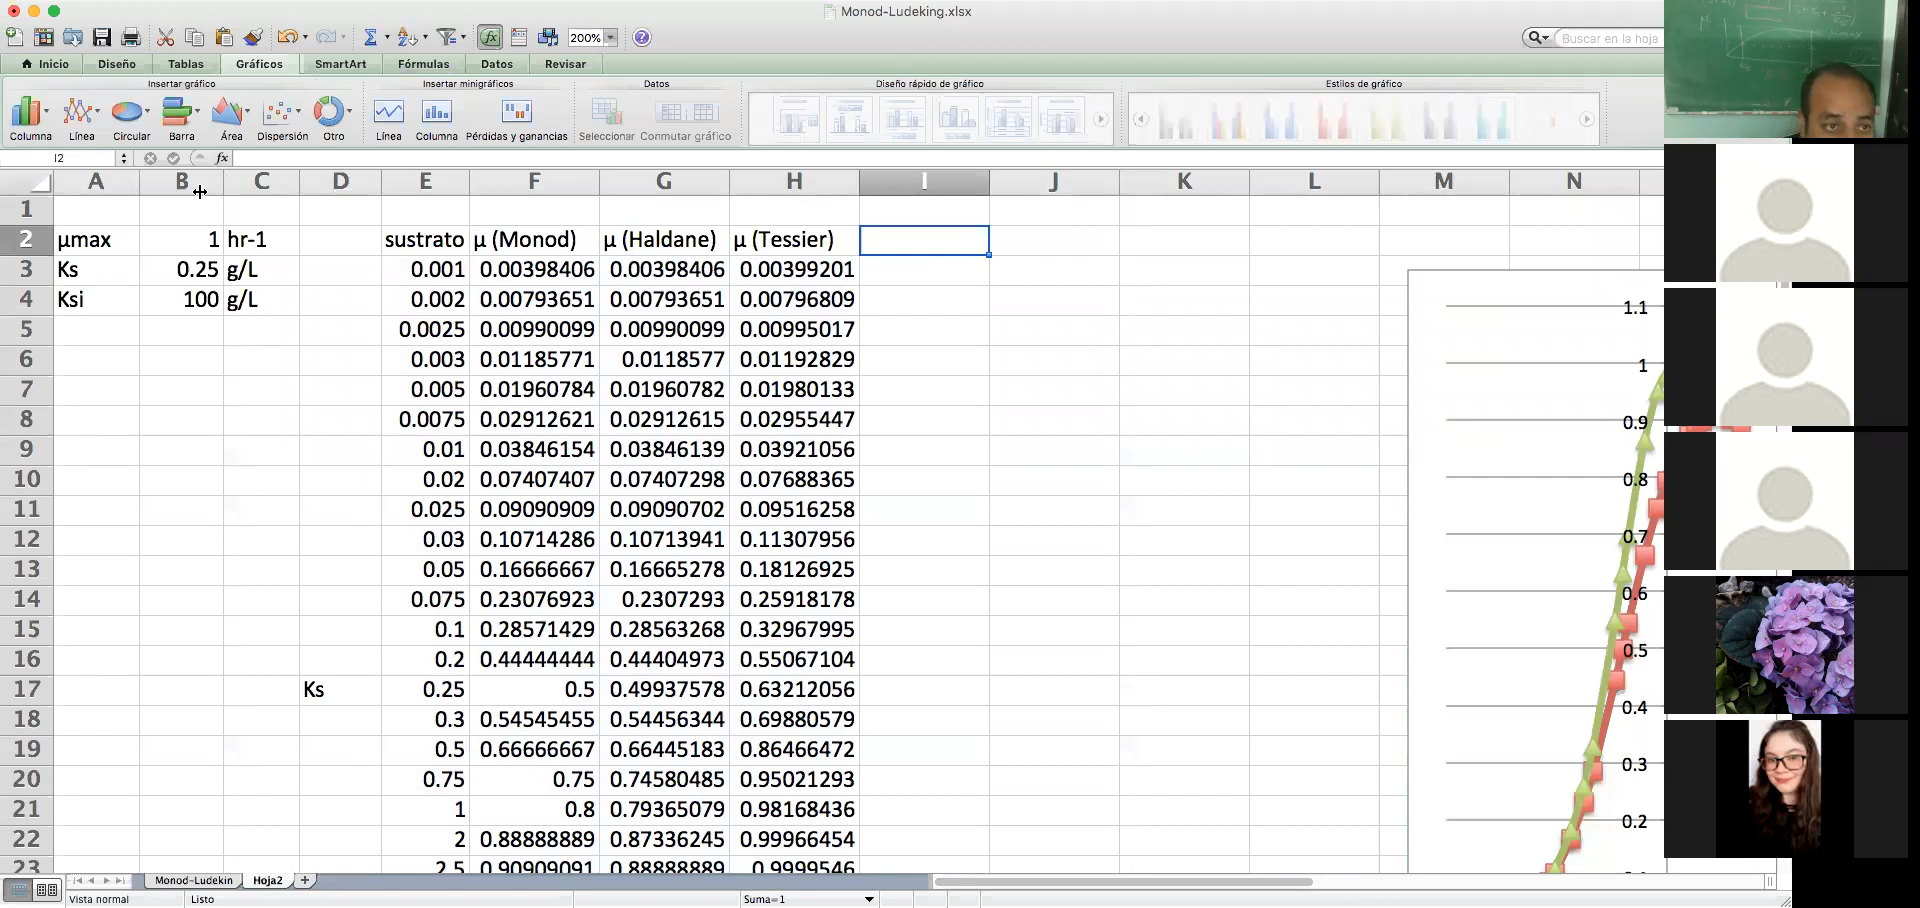 Monod-Ludeking.xlsx
200%
Buscar en la hoja
Inicio Diseño Tablas Gráficos SmartArt Fórmulas Datos Revisar
Insertar gráfico Insertar minigráficos Datos Diseño rápido de gráfico Estilos de gráfico
Columna Línea Circular Barra Área Dispersión Otro Línea Columna Pérdidas y ganancias Seleccionar Conmutar gráfico
I2 fx
A B C D E F G H I J K L M N
1
2 µmax 1 hr-1 sustrato µ (Monod) µ (Haldane) µ (Tessier)
3 Ks 0.25 g/L 0.001 0.00398406 0.00398406 0.00399201
4 Ksi 100 g/L 0.002 0.00793651 0.00793651 0.00796809
5 0.0025 0.00990099 0.00990099 0.00995017
6 0.003 0.01185771 0.0118577 0.01192829
7 0.005 0.01960784 0.01960782 0.01980133
8 0.0075 0.02912621 0.02912615 0.02955447
9 0.01 0.03846154 0.03846139 0.03921056
10 0.02 0.07407407 0.07407298 0.07688365
11 0.025 0.09090909 0.09090702 0.09516258
12 0.03 0.10714286 0.10713941 0.11307956
13 0.05 0.16666667 0.16665278 0.18126925
14 0.075 0.23076923 0.2307293 0.25918178
15 0.1 0.28571429 0.28563268 0.32967995
16 0.2 0.44444444 0.44404973 0.55067104
17 Ks 0.25 0.5 0.49937578 0.63212056
18 0.3 0.54545455 0.54456344 0.69880579
19 0.5 0.66666667 0.66445183 0.86466472
20 0.75 0.75 0.74580485 0.95021293
21 1 0.8 0.79365079 0.98168436
22 2 0.88888889 0.87336245 0.99966454
23 2.5 0.90909091 0.88888889 0.9999546
1.1
1
0.9
0.8
0.7
0.6
0.5
0.4
0.3
0.2
Monod-Ludekin Hoja2
Vista normal Listo Suma=1